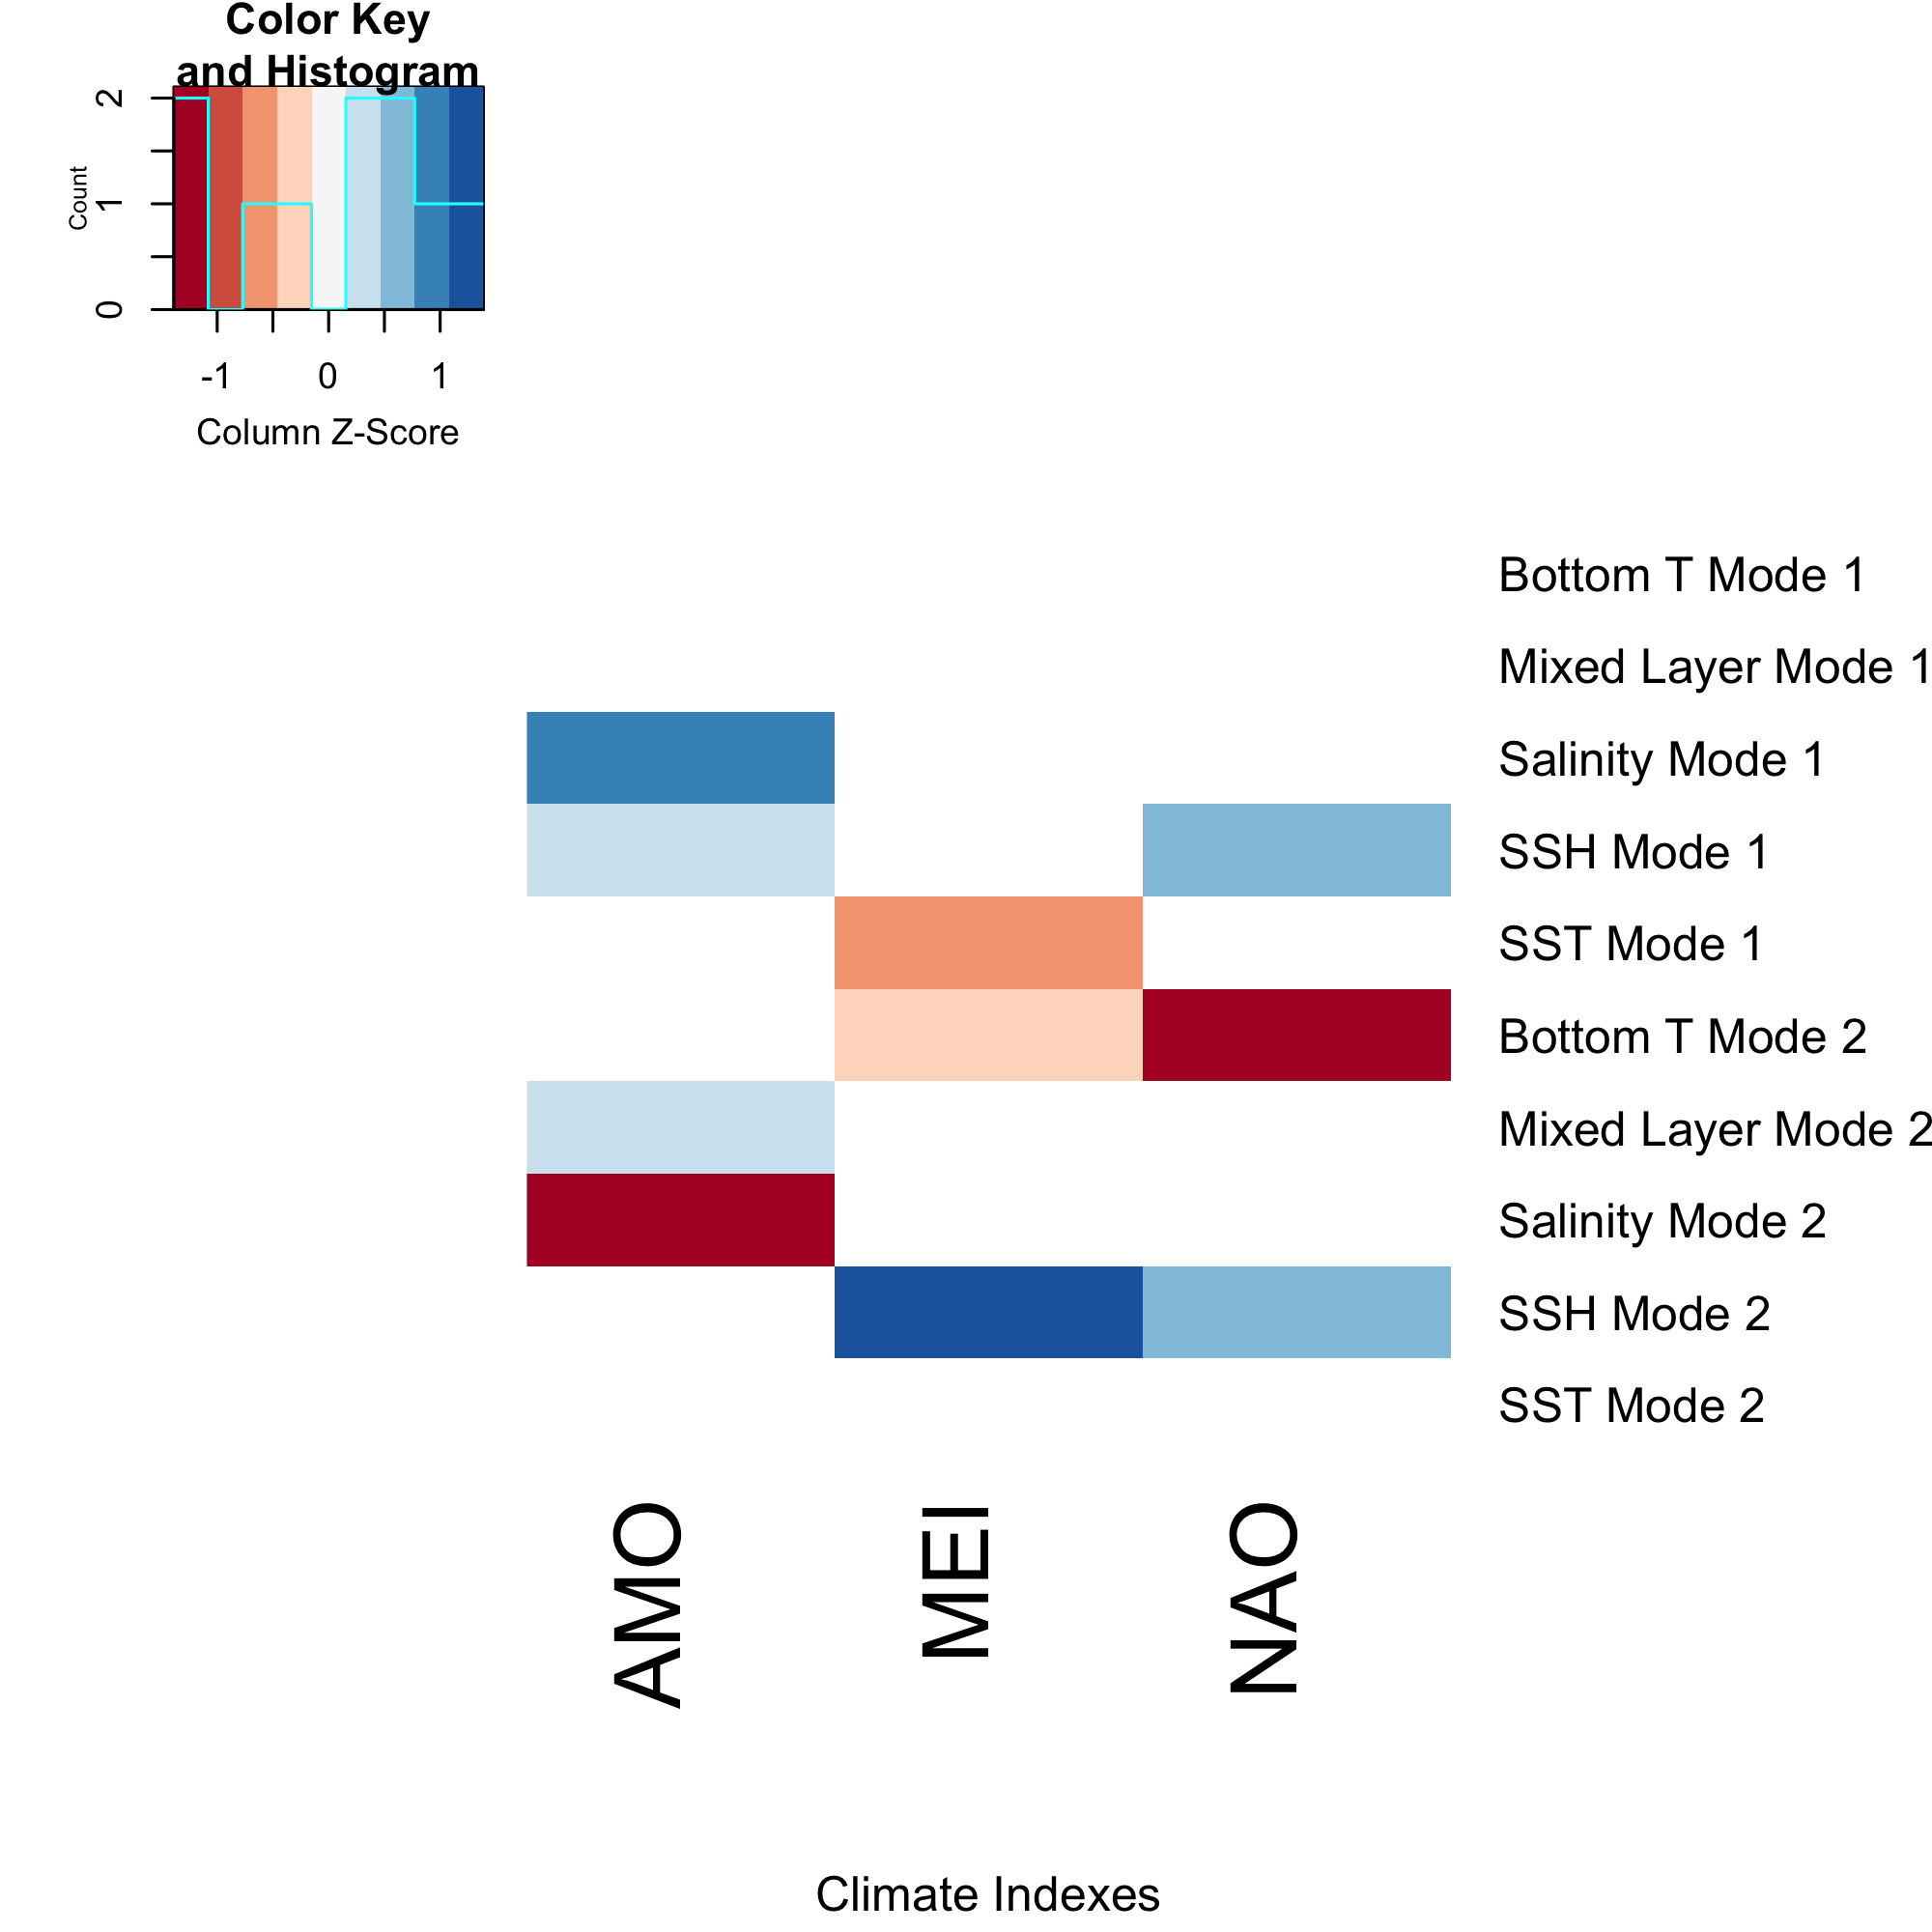 Color Key
and Histogram
2
1
0
Count
-1 0 1
Column Z-Score
Bottom T Mode 1
Mixed Layer Mode 1
Salinity Mode 1
SSH Mode 1
SST Mode 1
Bottom T Mode 2
Mixed Layer Mode 2
Salinity Mode 2
SSH Mode 2
SST Mode 2
AMO
MEI
NAO
Climate Indexes